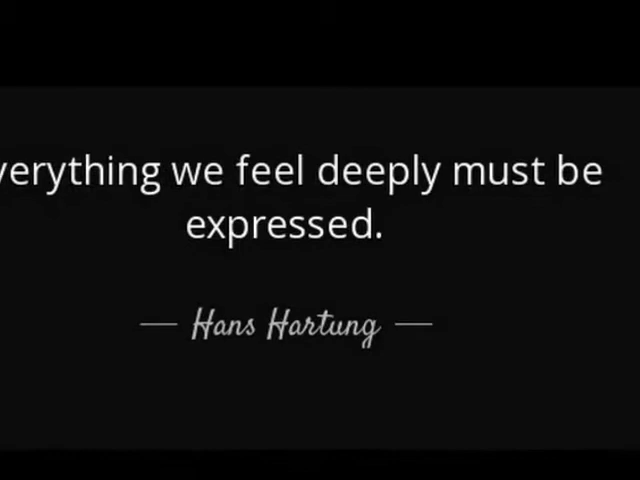 verything we feel deeply must be
expressed.
— Hans Hartung —